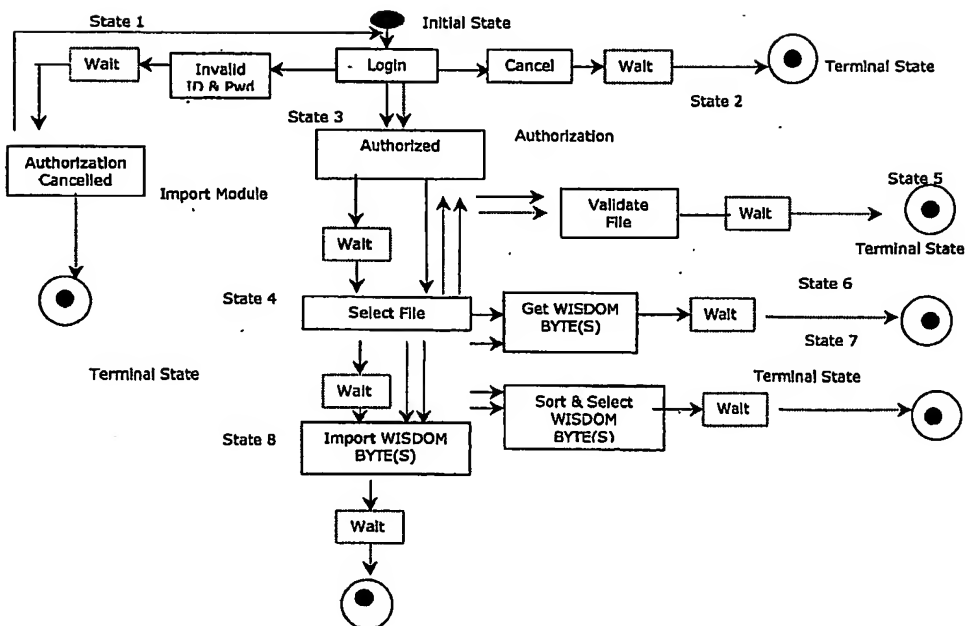 State 1
Initial State
Wait
Invalid
ID & Pwd
Login
Cancel
Wait
Terminal State
State 2
State 3
Authorization
Authorized
Authorization
Cancelled
Import Module
Validate
File
Wait
State 5
Terminal State
Wait
State 4
Select File
Get WISDOM
BYTE(S)
Wait
State 6
State 7
Terminal State
Wait
Terminal State
Sort & Select
WISDOM
BYTE(S)
Wait
State 8
Import WISDOM
BYTE(S)
Wait